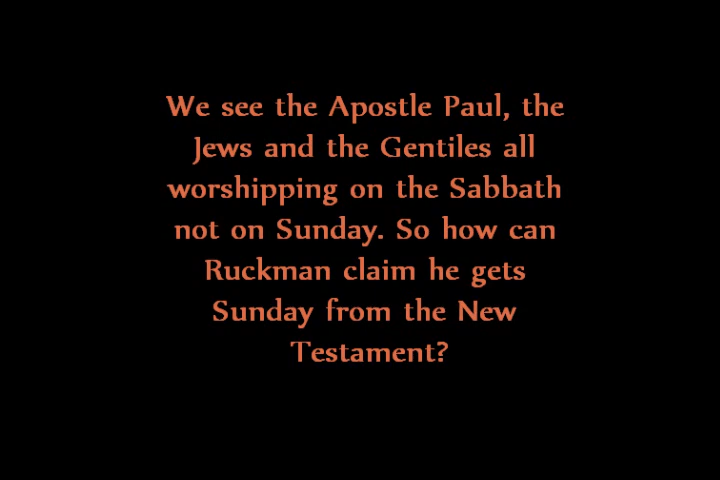 We see the Apostle Paul, the
Jews and the Gentiles all
worshipping on the Sabbath
not on Sunday. So how can
Ruckman claim he gets
Sunday from the New
Testament?